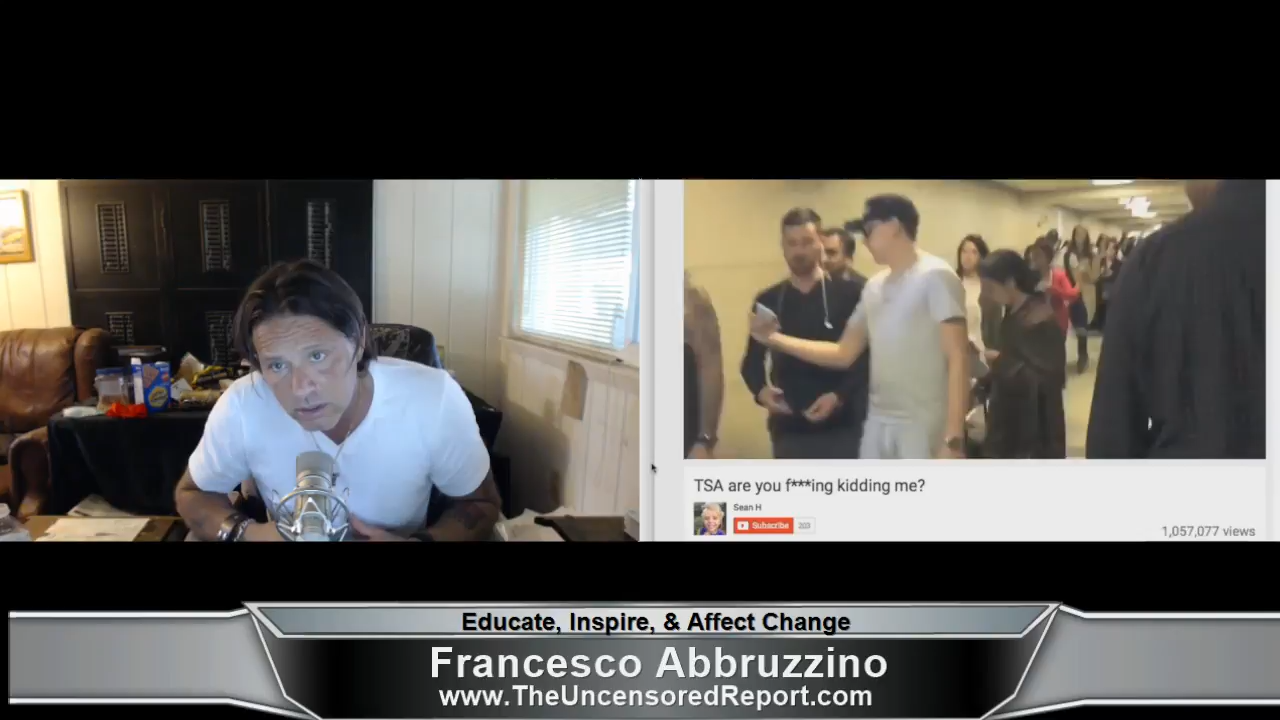 TSA are you f***ing kidding me?
Sean H
Subscribe 203
1,057,077 views
Educate, Inspire, & Affect Change
Francesco Abbruzzino
www.TheUncensoredReport.com